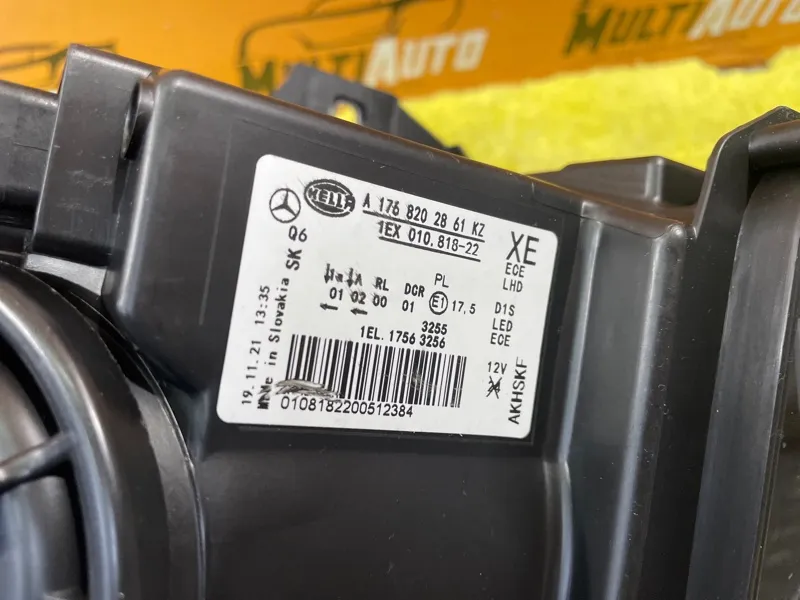 MULTIAUTO
MULTIAUTO
HELLA
A 176 820 28 61 KZ
1EX 010.818-22
XE
ECE
LHD
Q6
RL DCR PL
01 02 00 01 E1 17,5
D1S
LED
ECE
3255
1EL. 1756 3256
12V
AKHSKF
19.11.21 13:35
Made in Slovakia SK
0108182200512384